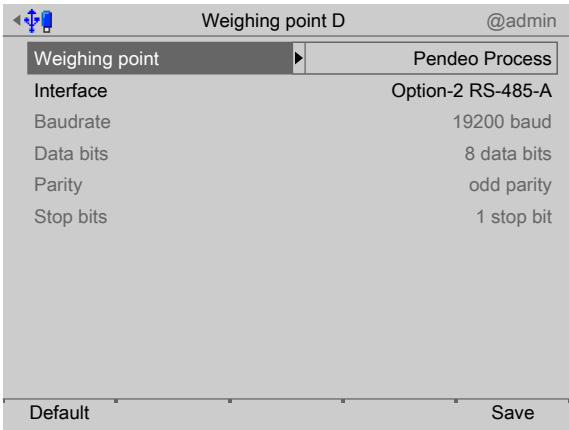 Weighing point D @admin
Weighing point Pendeo Process
Interface Option-2 RS-485-A
Baudrate 19200 baud
Data bits 8 data bits
Parity odd parity
Stop bits 1 stop bit
Default Save